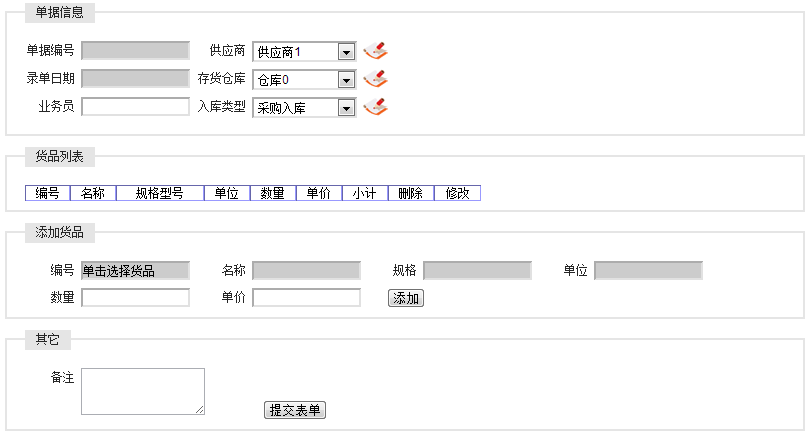 单据信息
单据编号 供应商 供应商1
录单日期 存货仓库 仓库0
业务员 入库类型 采购入库
货品列表
编号 名称 规格型号 单位 数量 单价 小计 删除 修改
添加货品
编号 单击选择货品 名称 规格 单位
数量 单价 添加
其它
备注
提交表单